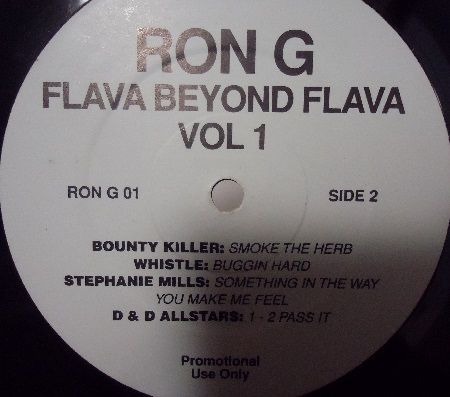 RON G
FLAVA BEYOND FLAVA
VOL 1
RON G 01 SIDE 2
BOUNTY KILLER: SMOKE THE HERB
WHISTLE: BUGGIN HARD
STEPHANIE MILLS: SOMETHING IN THE WAY
YOU MAKE ME FEEL
D & D ALLSTARS: 1 - 2 PASS IT
Promotional
Use Only